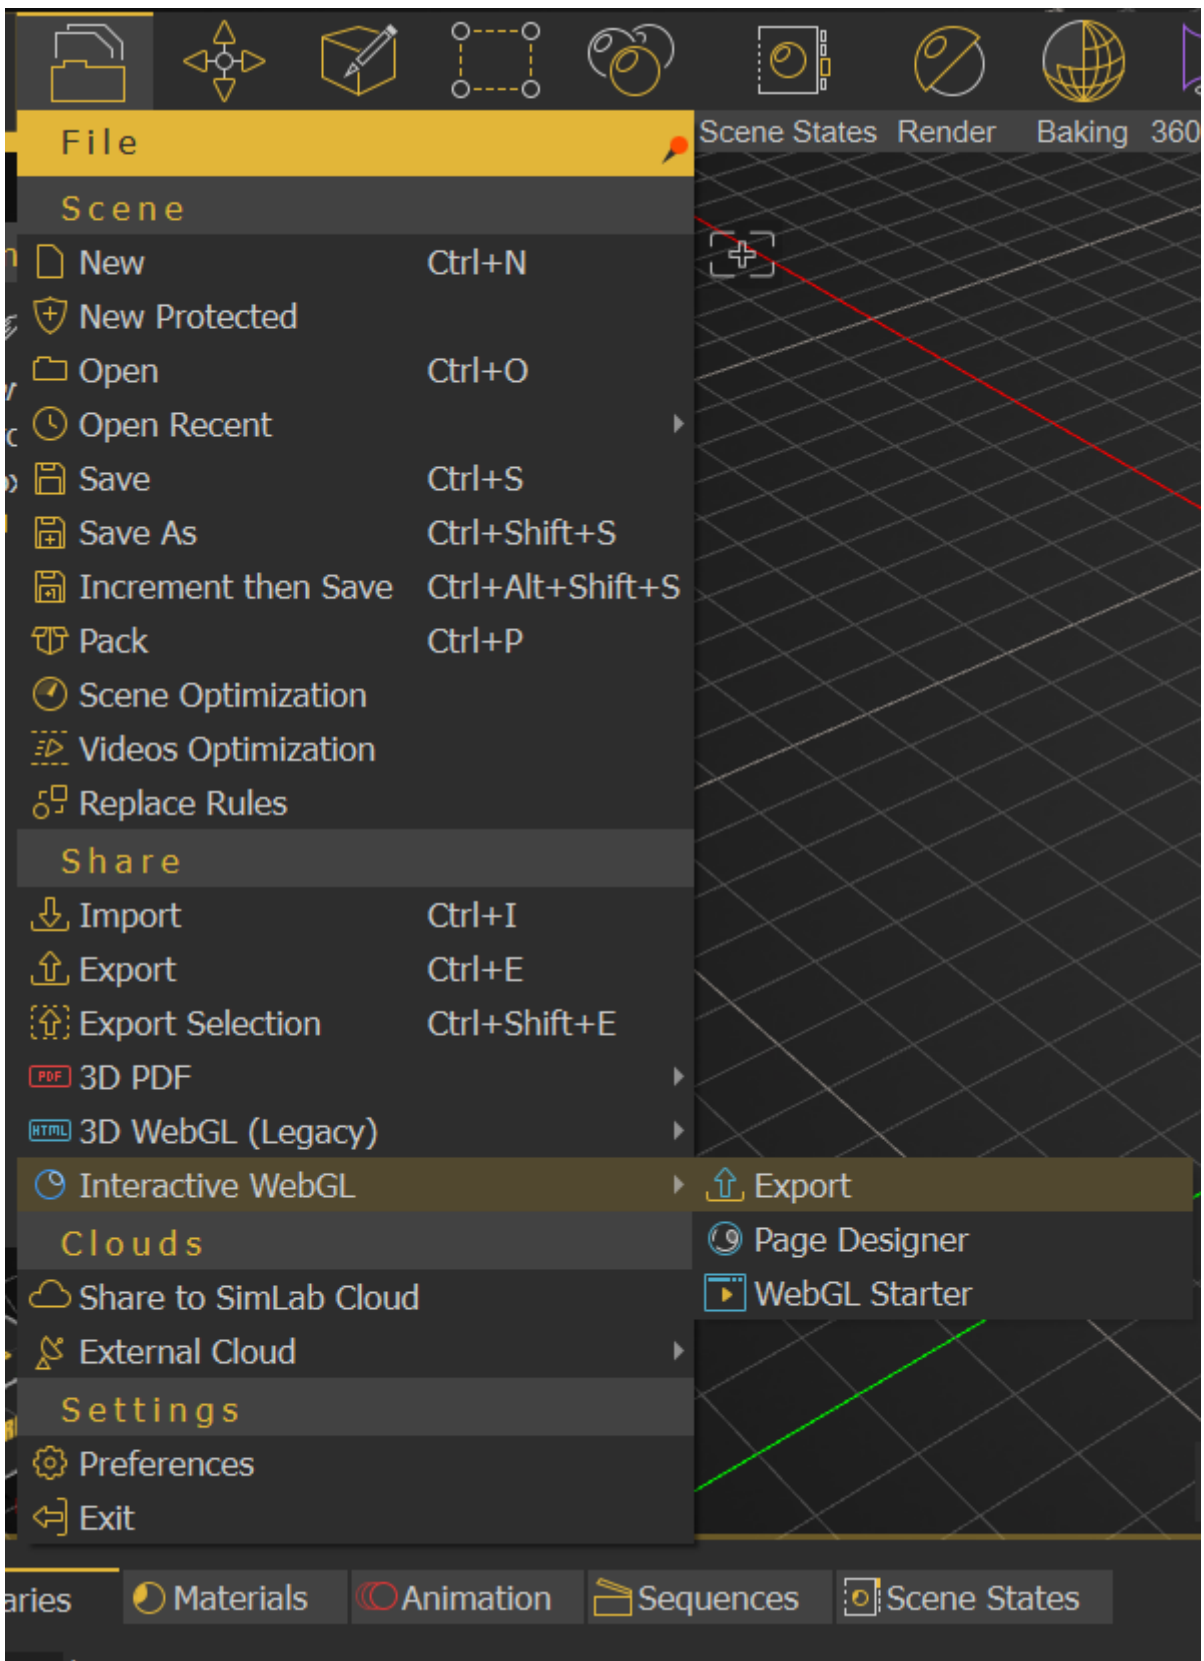 File
Scene States Render Baking 360
Scene
New Ctrl+N
New Protected
Open Ctrl+O
Open Recent
Save Ctrl+S
Save As Ctrl+Shift+S
Increment then Save Ctrl+Alt+Shift+S
Pack Ctrl+P
Scene Optimization
Videos Optimization
Replace Rules
Share
Import Ctrl+I
Export Ctrl+E
Export Selection Ctrl+Shift+E
PDF 3D PDF
HTML 3D WebGL (Legacy)
Interactive WebGL
Export
Page Designer
WebGL Starter
Clouds
Share to SimLab Cloud
External Cloud
Settings
Preferences
Exit
aries Materials Animation Sequences Scene States